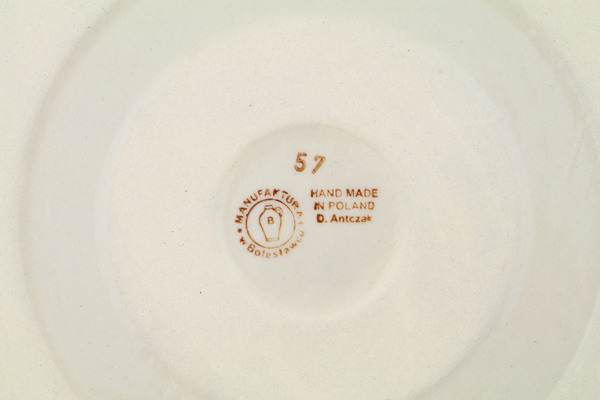 57
MANUFAKTURA
w Bolesławcu
B
HAND MADE
IN POLAND
D. Antczak